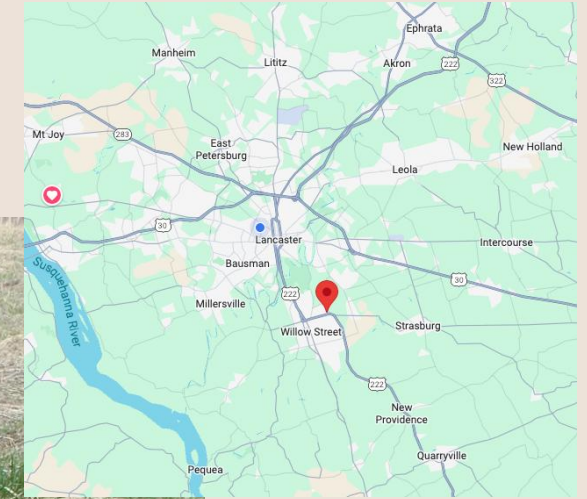 Ephrata
Manheim
Lititz
Akron
222
322
Mt Joy
283
East
Petersburg
New Holland
Leola
30
Lancaster
Intercourse
Bausman
30
Susquehanna River
222
Millersville
Willow Street
Strasburg
222
New
Providence
Quarryville
Pequea